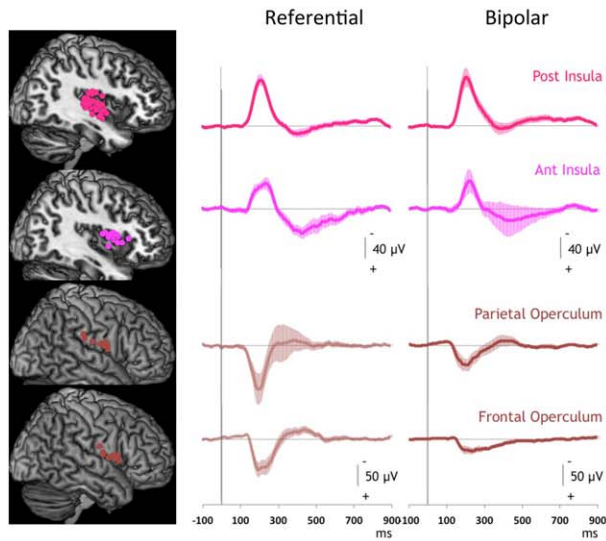 Referential Bipolar
Post Insula
Ant Insula
- -
40 µV 40 µV
+ +
Parietal Operculum
Frontal Operculum
- -
50 µV 50 µV
+ +
-100 100 300 500 700 900 -100 100 300 500 700 900
ms ms